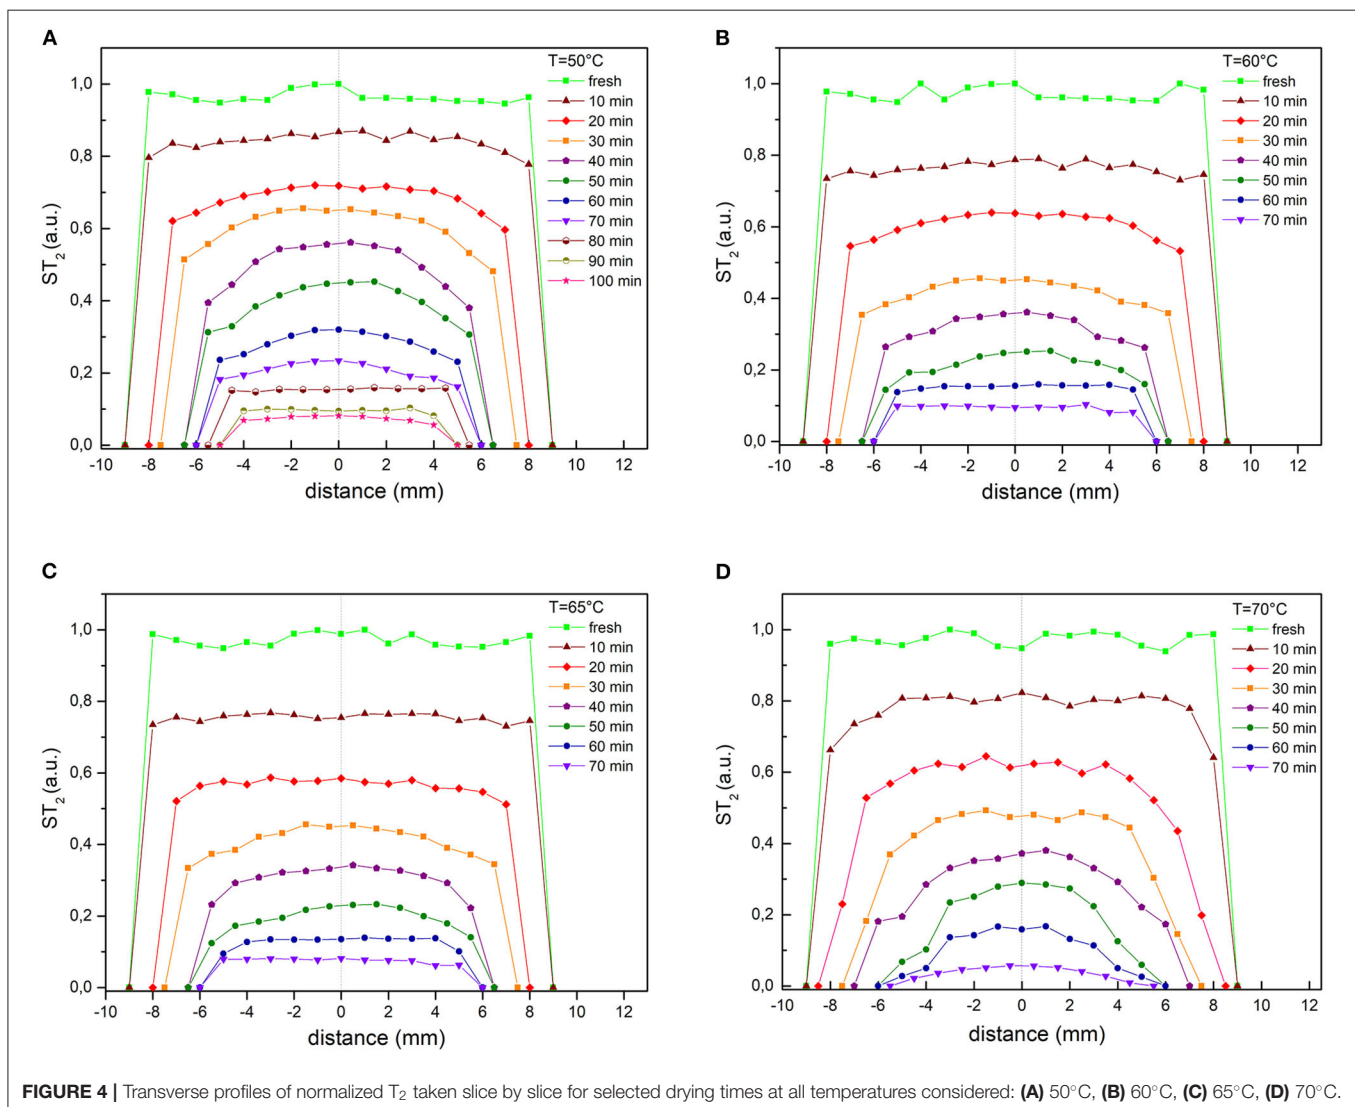 A
T=50°C
fresh
10 min
20 min
30 min
40 min
50 min
60 min
70 min
80 min
90 min
100 min
1,0
0,8
0,6
0,4
0,2
0,0
ST2 (a.u.)
-10 -8 -6 -4 -2 0 2 4 6 8 10 12
distance (mm)
B
T=60°C
fresh
10 min
20 min
30 min
40 min
50 min
60 min
70 min
1,0
0,8
0,6
0,4
0,2
0,0
ST2 (a.u.)
-10 -8 -6 -4 -2 0 2 4 6 8 10 12
distance (mm)
C
T=65°C
fresh
10 min
20 min
30 min
40 min
50 min
60 min
70 min
1,0
0,8
0,6
0,4
0,2
0,0
ST2 (a.u.)
-10 -8 -6 -4 -2 0 2 4 6 8 10 12
distance (mm)
D
T=70°C
fresh
10 min
20 min
30 min
40 min
50 min
60 min
70 min
1,0
0,8
0,6
0,4
0,2
0,0
ST2 (a.u.)
-10 -8 -6 -4 -2 0 2 4 6 8 10 12
distance (mm)
FIGURE 4 | Transverse profiles of normalized T2 taken slice by slice for selected drying times at all temperatures considered: (A) 50°C, (B) 60°C, (C) 65°C, (D) 70°C.